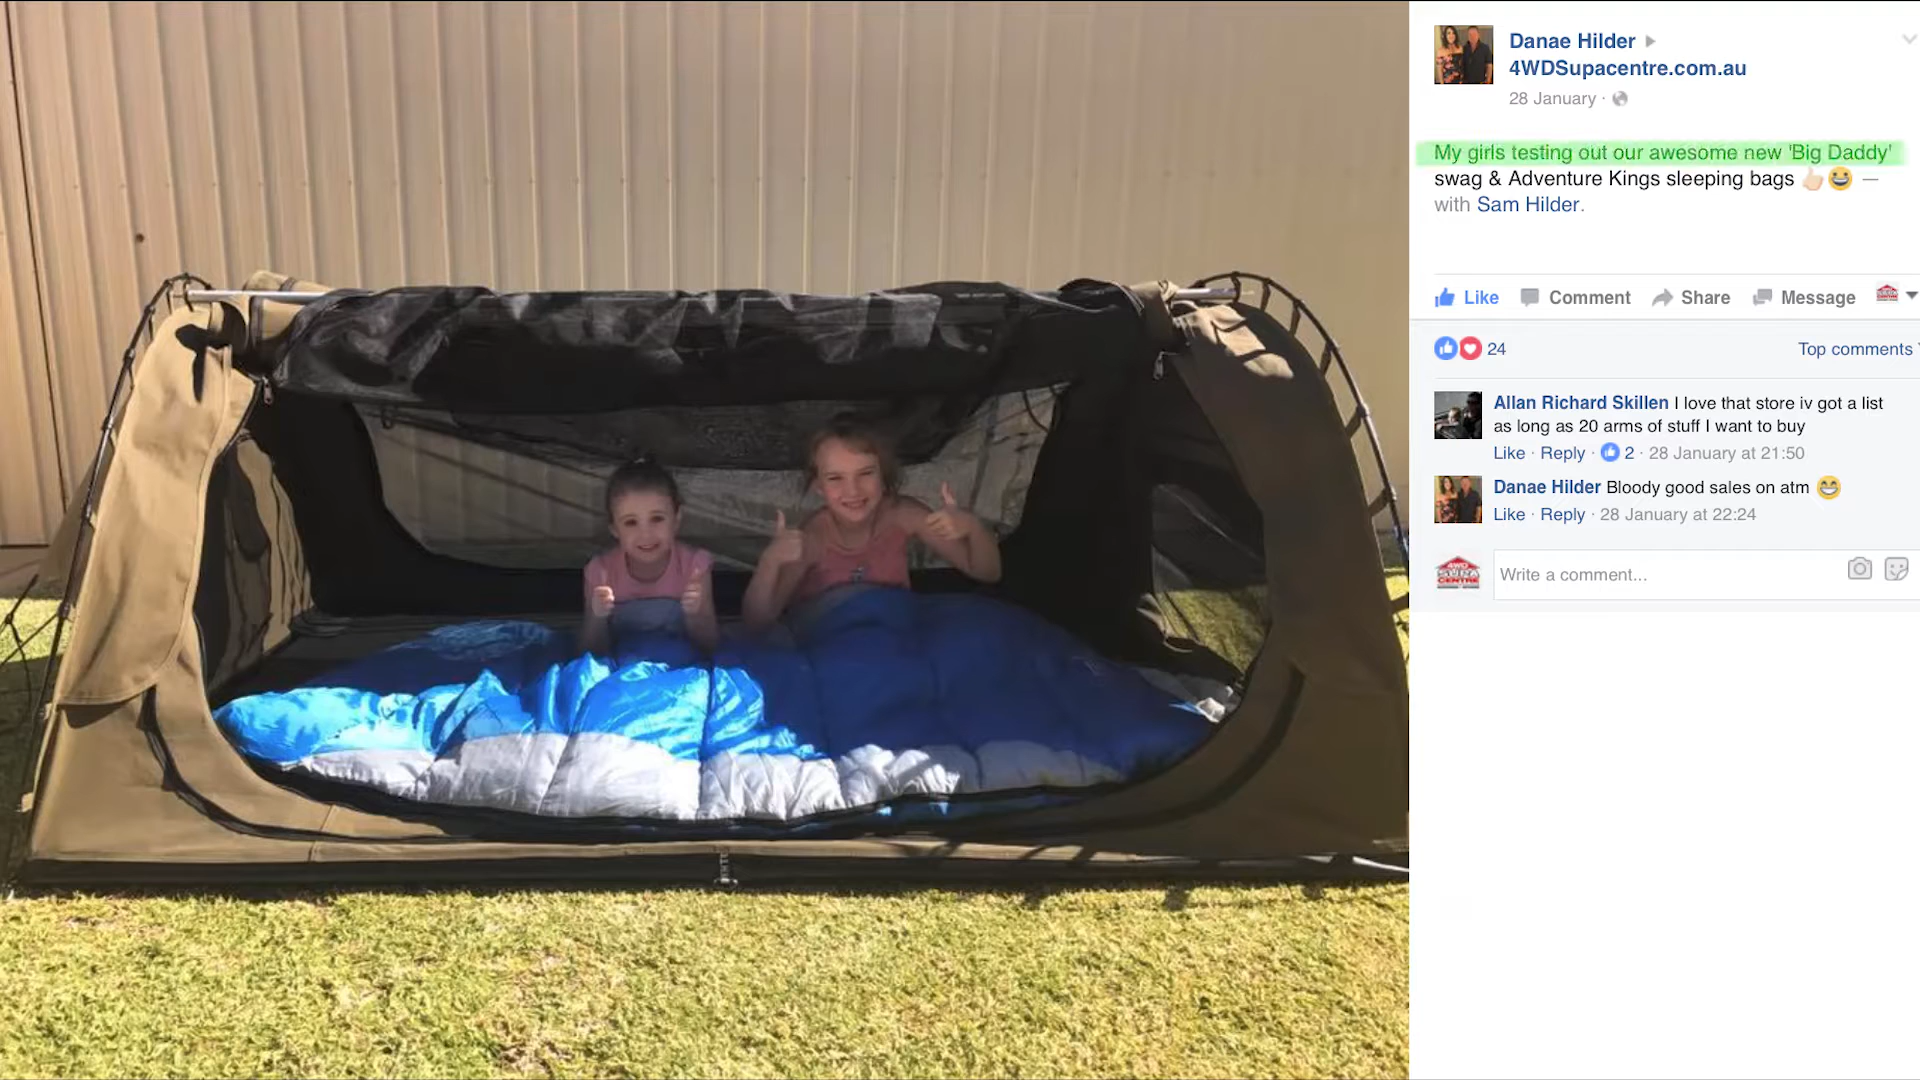 Danae Hilder
4WDSupacentre.com.au
28 January ·
My girls testing out our awesome new 'Big Daddy'
swag & Adventure Kings sleeping bags 👍🏻😀 —
with Sam Hilder.
Like Comment Share Message
24 Top comments
Allan Richard Skillen I love that store iv got a list
as long as 20 arms of stuff I want to buy
Like · Reply · 2 · 28 January at 21:50
Danae Hilder Bloody good sales on atm 😁
Like · Reply · 28 January at 22:24
4WD
SUPA
CENTRE
Write a comment...